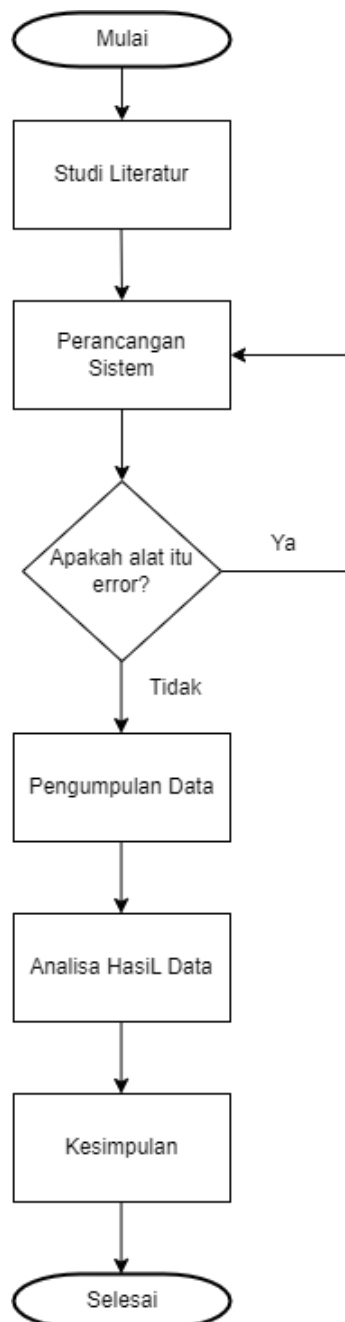 Mulai
Studi Literatur
Perancangan
Sistem
Apakah alat itu
error?
Ya
Tidak
Pengumpulan Data
Analisa HasiL Data
Kesimpulan
Selesai